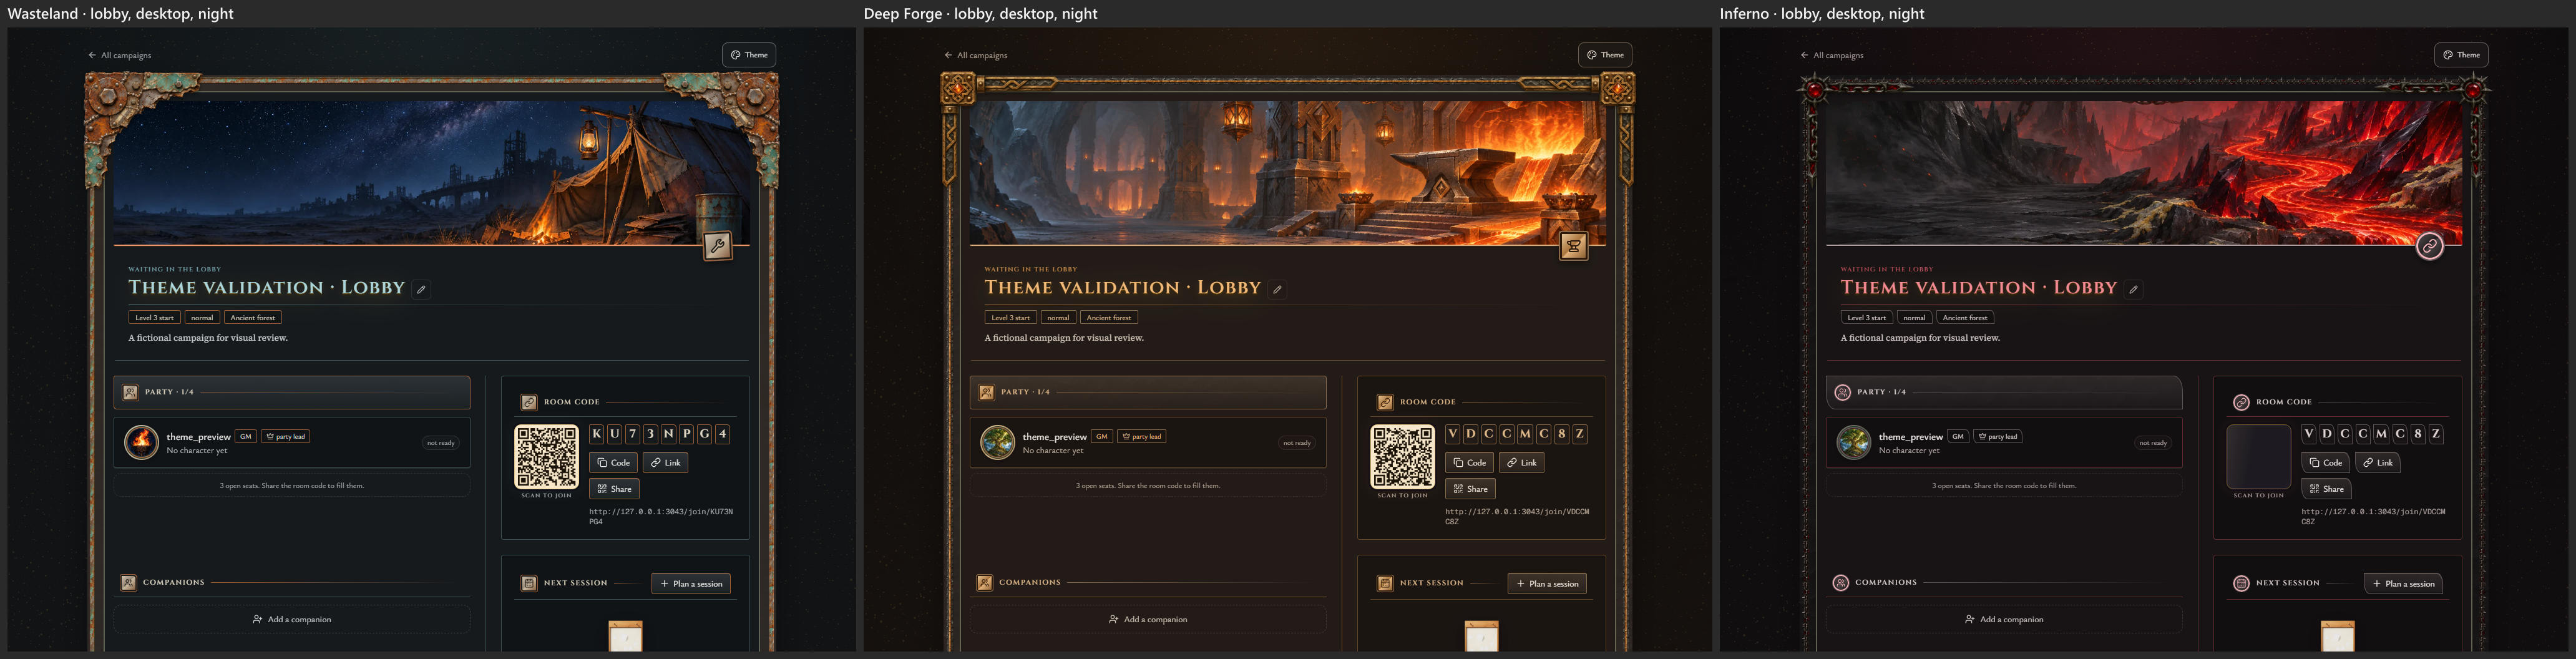 Wasteland · lobby, desktop, night
All campaigns
Theme
WAITING IN THE LOBBY
THEME VALIDATION · LOBBY
Level 3 start
normal
Ancient forest
A fictional campaign for visual review.
PARTY · 1/4
theme_preview
GM
party lead
No character yet
not ready
3 open seats. Share the room code to fill them.
COMPANIONS
Add a companion
ROOM CODE
K U 7 3 N P G 4
Code
Link
Share
SCAN TO JOIN
http://127.0.0.1:3043/join/KU73N
PG4
NEXT SESSION
Plan a session
Deep Forge · lobby, desktop, night
All campaigns
Theme
WAITING IN THE LOBBY
THEME VALIDATION · LOBBY
Level 3 start
normal
Ancient forest
A fictional campaign for visual review.
PARTY · 1/4
theme_preview
GM
party lead
No character yet
not ready
3 open seats. Share the room code to fill them.
COMPANIONS
Add a companion
ROOM CODE
V D C C M C 8 Z
Code
Link
Share
SCAN TO JOIN
http://127.0.0.1:3043/join/VDCCM
C8Z
NEXT SESSION
Plan a session
Inferno · lobby, desktop, night
All campaigns
Theme
WAITING IN THE LOBBY
THEME VALIDATION · LOBBY
Level 3 start
normal
Ancient forest
A fictional campaign for visual review.
PARTY · 1/4
theme_preview
GM
party lead
No character yet
not ready
3 open seats. Share the room code to fill them.
COMPANIONS
Add a companion
ROOM CODE
V D C C M C 8 Z
Code
Link
Share
SCAN TO JOIN
http://127.0.0.1:3043/join/VDCCM
C8Z
NEXT SESSION
Plan a session